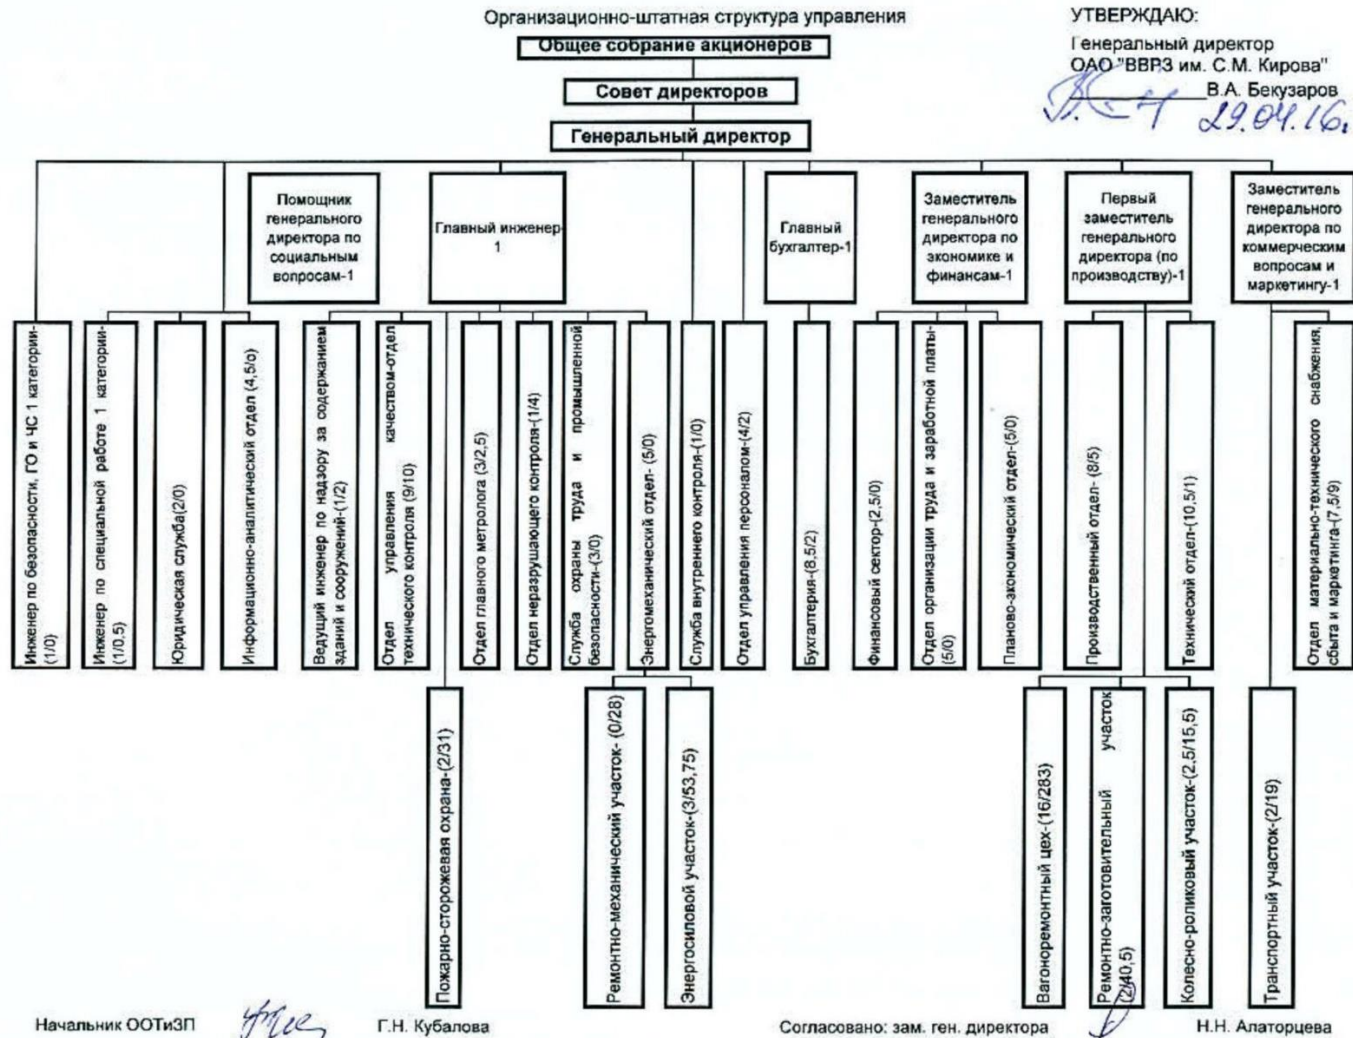 Организационно-штатная структура управления
УТВЕРЖДАЮ:
Генеральный директор
ОАО "ВВРЗ им. С.М. Кирова"
В.А. Бекузаров
29.04.16.
Общее собрание акционеров
Совет директоров
Генеральный директор
Помощник
генерального
директора по
социальным
вопросам-1
Главный инженер-
1
Главный
бухгалтер-1
Заместитель
генерального
директора по
экономике и
финансам-1
Первый
заместитель
генерального
директора (по
производству)-1
Заместитель
генерального
директора по
коммерческим
вопросам и
маркетингу-1
Инженер по безопасности, ГО и ЧС 1 категории-
(1/0)
Инженер по специальной работе 1 категории-
(1/0,5)
Юридическая служба(2/0)
Информационно-аналитический отдел (4,5/о)
Ведущий инженер по надзору за содержанием
зданий и сооружений-(1/2)
Отдел управления качеством-отдел
технического контроля (9/10)
Отдел главного метролога (3/2,5)
Отдел неразрушающего контроля-(1/4)
Служба охраны труда и промышленной
безопасности-(3/0)
Энергомеханический отдел- (5/0)
Служба внутреннего контроля-(1/0)
Отдел управления персоналом-(4/2)
Бухгалтерия-(8,5/2)
Финансовый сектор-(2,5/0)
Отдел организации труда и заработной платы-
(5/0)
Планово-экономический отдел-(5/0)
Производственный отдел- (8/5)
Технический отдел-(10,5/1)
Отдел материально-технического снабжения,
сбыта и маркетинга-(7,5/9)
Пожарно-сторожевая охрана-(2/31)
Ремонтно-механический участок- (0/28)
Энергосиловой участок-(3/53,75)
Вагоноремонтный цех-(16/283)
Ремонтно-заготовительный участок
(2/40,5)
Колесно-роликовый участок-(2,5/15,5)
Транспортный участок-(2/19)
Начальник ООТиЗП
Г.Н. Кубалова
Согласовано: зам. ген. директора
Н.Н. Алаторцева